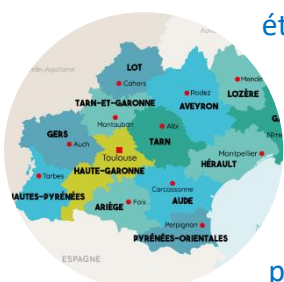 ét
LOT
Cahors
Rodez
LOZÈRE
TARN-ET-GARONNE
AVEYRON
Montauban
Albi
GERS
TARN
Auch
Toulouse
Montpellier
HAUTE-GARONNE
HÉRAULT
Tarbes
Carcassonne
HAUTES-PYRÉNÉES
Foix
AUDE
ARIÈGE
Perpignan
PYRÉNÉES-ORIENTALES
ESPAGNE
p